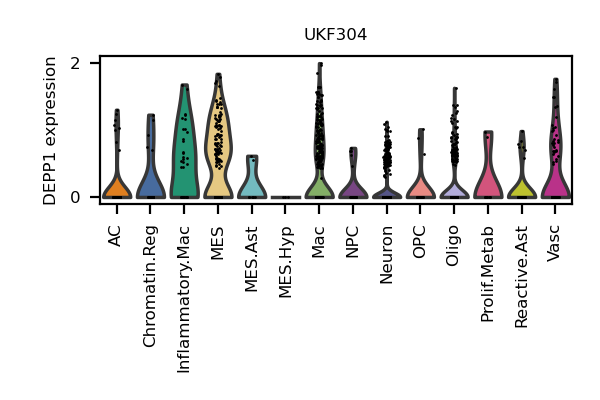 UKF304
DEPP1 expression
2
0
AC
Chromatin.Reg
Inflammatory.Mac
MES
MES.Ast
MES.Hyp
Mac
NPC
Neuron
OPC
Oligo
Prolif.Metab
Reactive.Ast
Vasc